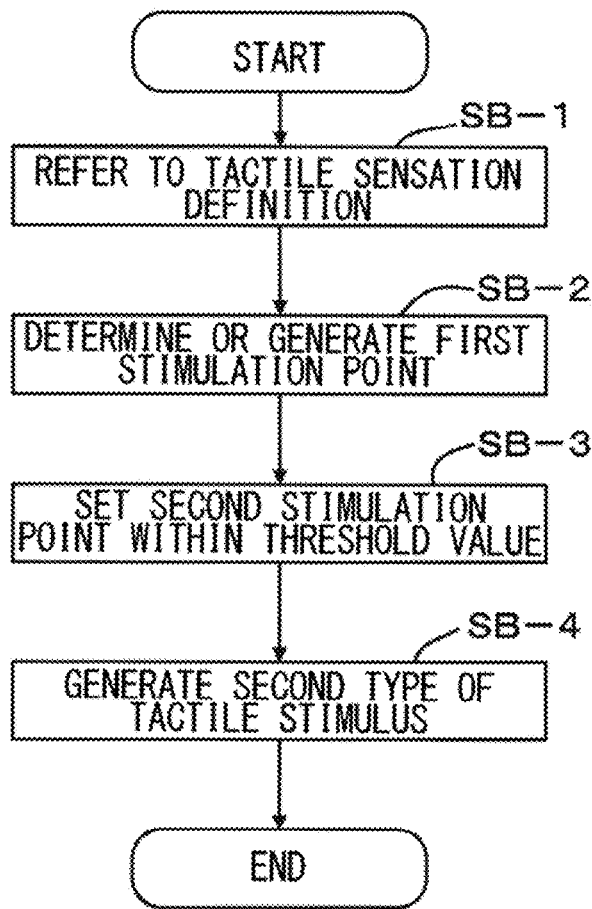 START
SB-1
REFER TO TACTILE SENSATION
DEFINITION
SB-2
DETERMINE OR GENERATE FIRST
STIMULATION POINT
SB-3
SET SECOND STIMULATION
POINT WITHIN THRESHOLD VALUE
SB-4
GENERATE SECOND TYPE OF
TACTILE STIMULUS
END